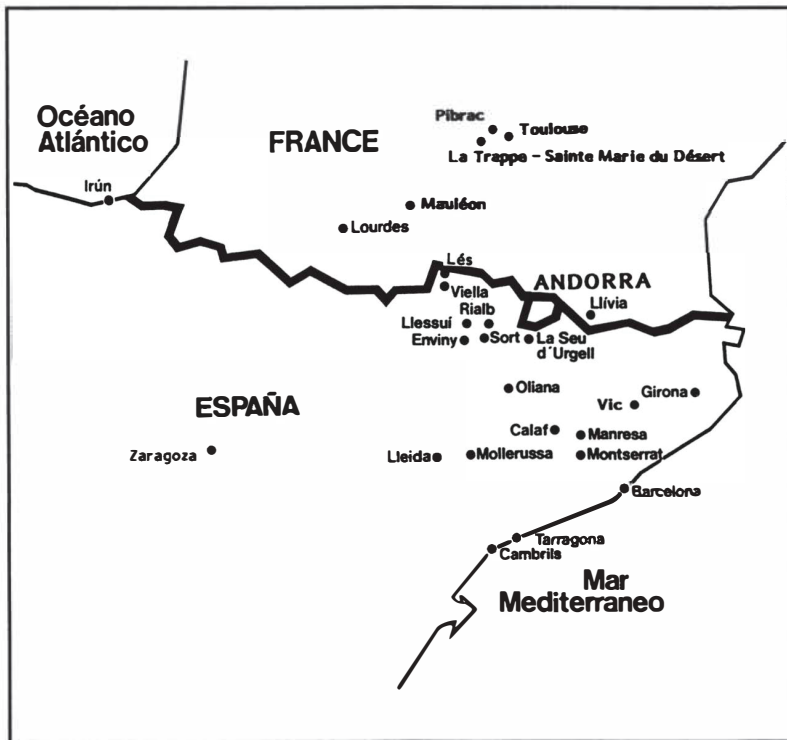 Océano
Atlántico
FRANCE
Pibrac
Toulouse
La Trappe – Sainte Marie du Désert
Irún
Mauléon
Lourdes
Lés
Viella
ANDORRA
Llívia
Rialb
Llessuí
Enviny
Sort
La Seu
d´Urgell
Oliana
ESPAÑA
Vic
Girona
Calaf
Manresa
Zaragoza
Lleida
Mollerussa
Montserrat
Barcelona
Tarragona
Cambrils
Mar
Mediterraneo